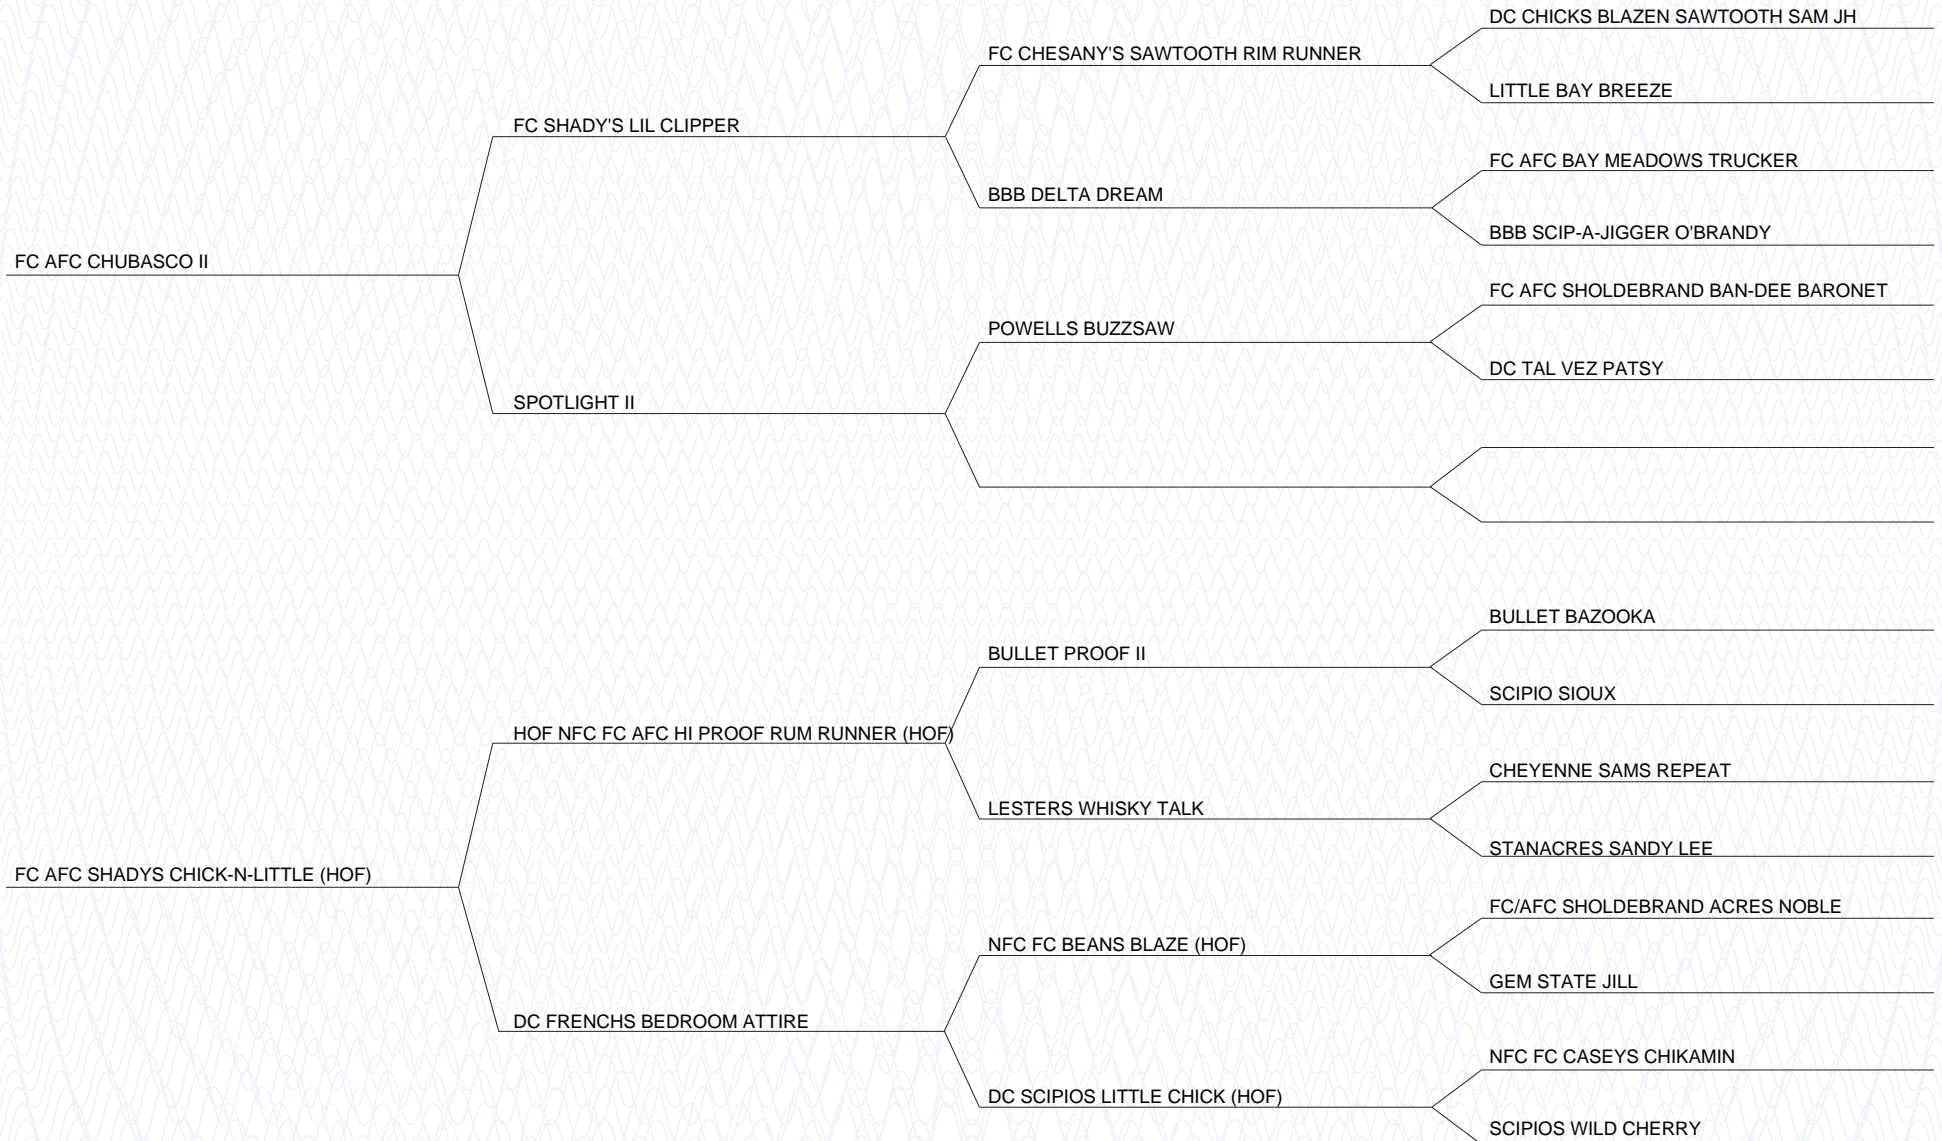 DC CHICKS BLAZEN SAWTOOTH SAM JH
FC CHESANY'S SAWTOOTH RIM RUNNER
LITTLE BAY BREEZE
FC SHADY'S LIL CLIPPER
FC AFC BAY MEADOWS TRUCKER
BBB DELTA DREAM
BBB SCIP-A-JIGGER O'BRANDY
FC AFC CHUBASCO II
FC AFC SHOLDEBRAND BAN-DEE BARONET
POWELLS BUZZSAW
DC TAL VEZ PATSY
SPOTLIGHT II
BULLET BAZOOKA
BULLET PROOF II
SCIPIO SIOUX
HOF NFC FC AFC HI PROOF RUM RUNNER (HOF)
CHEYENNE SAMS REPEAT
LESTERS WHISKY TALK
STANACRES SANDY LEE
FC AFC SHADYS CHICK-N-LITTLE (HOF)
FC/AFC SHOLDEBRAND ACRES NOBLE
NFC FC BEANS BLAZE (HOF)
GEM STATE JILL
DC FRENCHS BEDROOM ATTIRE
NFC FC CASEYS CHIKAMIN
DC SCIPIOS LITTLE CHICK (HOF)
SCIPIOS WILD CHERRY